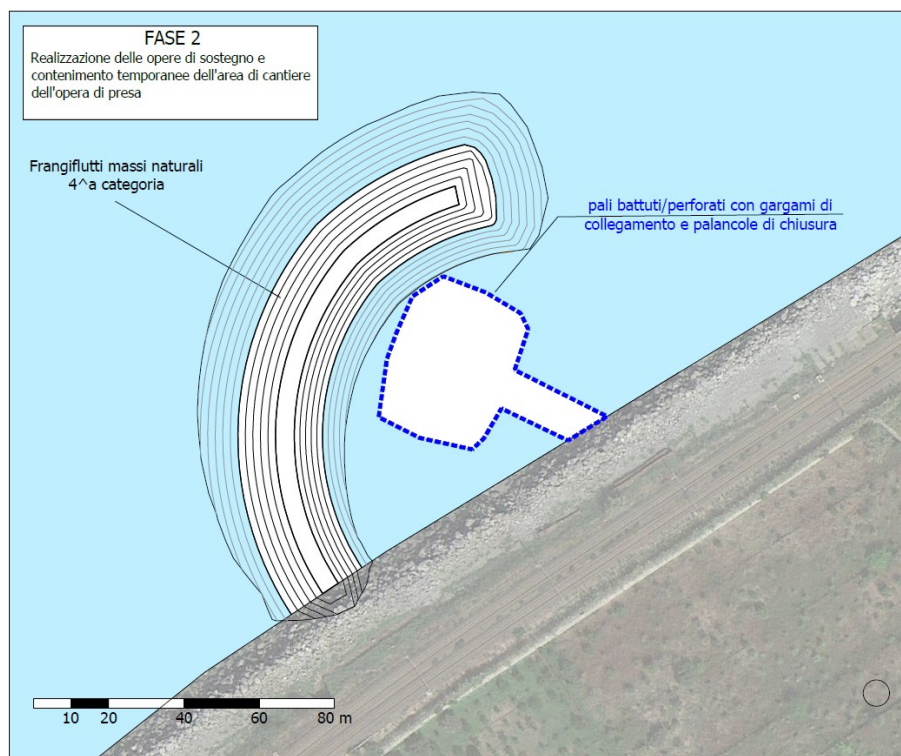 FASE 2
Realizzazione delle opere di sostegno e
contenimento temporanee dell'area di cantiere
dell'opera di presa
Frangiflutti massi naturali
4^a categoria
pali battuti/perforati con gargami di
collegamento e palancole di chiusura
10 20 40 60 80 m